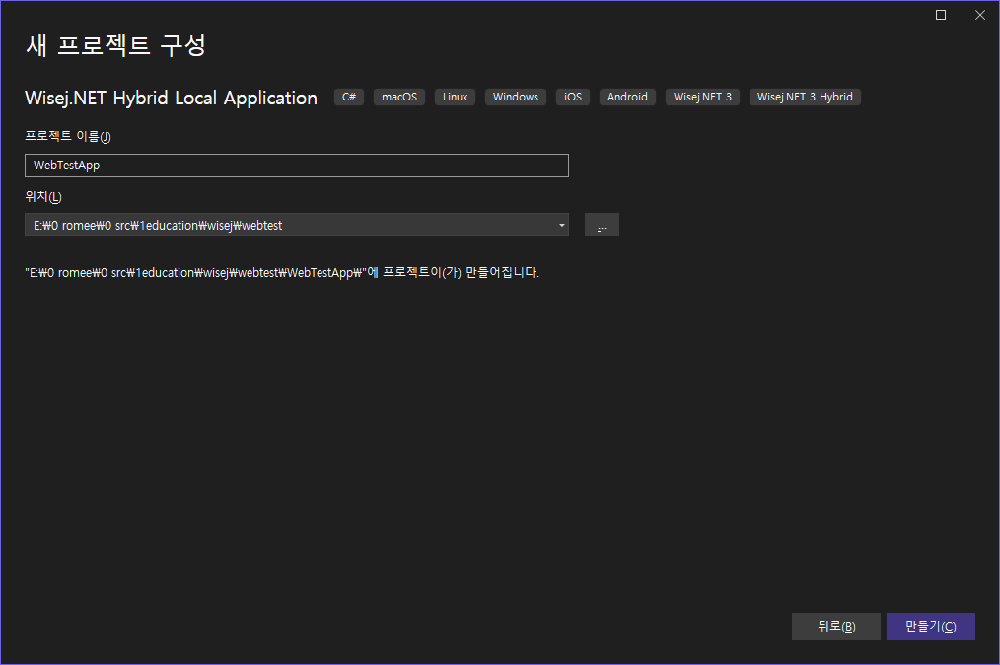 새 프로젝트 구성
Wisej.NET Hybrid Local Application C# macOS Linux Windows iOS Android Wisej.NET 3 Wisej.NET 3 Hybrid
프로젝트 이름(J)
WebTestApp
위치(L)
E:₩0 romee₩0 src₩1education₩wisej₩webtest
...
"E:₩0 romee₩0 src₩1education₩wisej₩webtest₩WebTestApp₩"에 프로젝트이(가) 만들어집니다.
뒤로(B) 만들기(C)